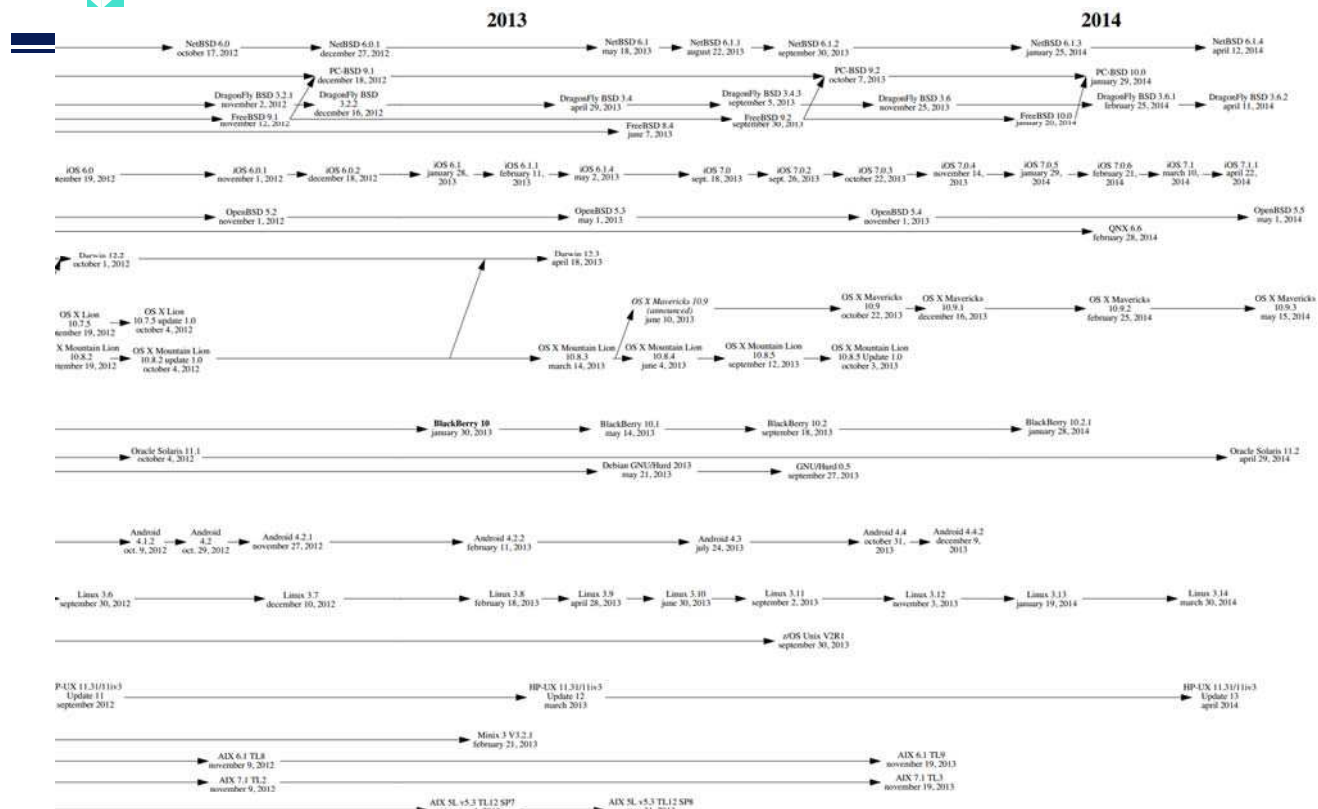 2013
2014
NetBSD 6.0
october 17, 2012
NetBSD 6.0.1
december 27, 2012
NetBSD 6.1
may 18, 2013
NetBSD 6.1.1
august 22, 2013
NetBSD 6.1.2
september 30, 2013
NetBSD 6.1.3
january 25, 2014
NetBSD 6.1.4
april 12, 2014
PC-BSD 9.1
december 18, 2012
PC-BSD 9.2
october 7, 2013
PC-BSD 10.0
january 29, 2014
DragonFly BSD 3.2.1
november 2, 2012
DragonFly BSD
3.2.2
december 16, 2012
DragonFly BSD 3.4
april 29, 2013
DragonFly BSD 3.4.3
september 5, 2013
DragonFly BSD 3.6
november 25, 2013
DragonFly BSD 3.6.1
february 25, 2014
DragonFly BSD 3.6.2
april 11, 2014
FreeBSD 9.1
november 12, 2012
FreeBSD 8.4
june 7, 2013
FreeBSD 9.2
september 30, 2013
FreeBSD 10.0
january 20, 2014
iOS 6.0
tember 19, 2012
iOS 6.0.1
november 1, 2012
iOS 6.0.2
december 18, 2012
iOS 6.1
january 28,
2013
iOS 6.1.1
february 11,
2013
iOS 6.1.4
may 2, 2013
iOS 7.0
sept. 18, 2013
iOS 7.0.2
sept. 26, 2013
iOS 7.0.3
october 22, 2013
iOS 7.0.4
november 14,
2013
iOS 7.0.5
january 29,
2014
iOS 7.0.6
february 21,
2014
iOS 7.1
march 10,
2014
iOS 7.1.1
april 22,
2014
OpenBSD 5.2
november 1, 2012
OpenBSD 5.3
may 1, 2013
OpenBSD 5.4
november 1, 2013
OpenBSD 5.5
may 1, 2014
QNX 6.6
february 28, 2014
Darwin 12.2
october 1, 2012
Darwin 12.3
april 18, 2013
OS X Lion
10.7.5
tember 19, 2012
OS X Lion
10.7.5 update 1.0
october 4, 2012
OS X Mavericks 10.9
(announced)
june 10, 2013
OS X Mavericks
10.9
october 22, 2013
OS X Mavericks
10.9.1
december 16, 2013
OS X Mavericks
10.9.2
february 25, 2014
OS X Mavericks
10.9.3
may 15, 2014
X Mountain Lion
10.8.2
tember 19, 2012
OS X Mountain Lion
10.8.2 update 1.0
october 4, 2012
OS X Mountain Lion
10.8.3
march 14, 2013
OS X Mountain Lion
10.8.4
june 4, 2013
OS X Mountain Lion
10.8.5
september 12, 2013
OS X Mountain Lion
10.8.5 Update 1.0
october 3, 2013
BlackBerry 10
january 30, 2013
BlackBerry 10.1
may 14, 2013
BlackBerry 10.2
september 18, 2013
BlackBerry 10.2.1
january 28, 2014
Oracle Solaris 11.1
october 4, 2012
Oracle Solaris 11.2
april 29, 2014
Debian GNU/Hurd 2013
may 21, 2013
GNU/Hurd 0.5
september 27, 2013
Android
4.1.2
oct. 9, 2012
Android
4.2
oct. 29, 2012
Android 4.2.1
november 27, 2012
Android 4.2.2
february 11, 2013
Android 4.3
july 24, 2013
Android 4.4
october 31,
2013
Android 4.4.2
december 9,
2013
Linux 3.6
september 30, 2012
Linux 3.7
december 10, 2012
Linux 3.8
february 18, 2013
Linux 3.9
april 28, 2013
Linux 3.10
june 30, 2013
Linux 3.11
september 2, 2013
Linux 3.12
november 3, 2013
Linux 3.13
january 19, 2014
Linux 3.14
march 30, 2014
z/OS Unix V2R1
september 30, 2013
P-UX 11.31/11iv3
Update 11
september 2012
HP-UX 11.31/11iv3
Update 12
march 2013
HP-UX 11.31/11iv3
Update 13
april 2014
Minix 3 V3.2.1
february 21, 2013
AIX 6.1 TL8
november 9, 2012
AIX 6.1 TL9
november 19, 2013
AIX 7.1 TL2
november 9, 2012
AIX 7.1 TL3
november 19, 2013
AIX 5L v5.3 TL12 SP7
AIX 5L v5.3 TL12 SP8